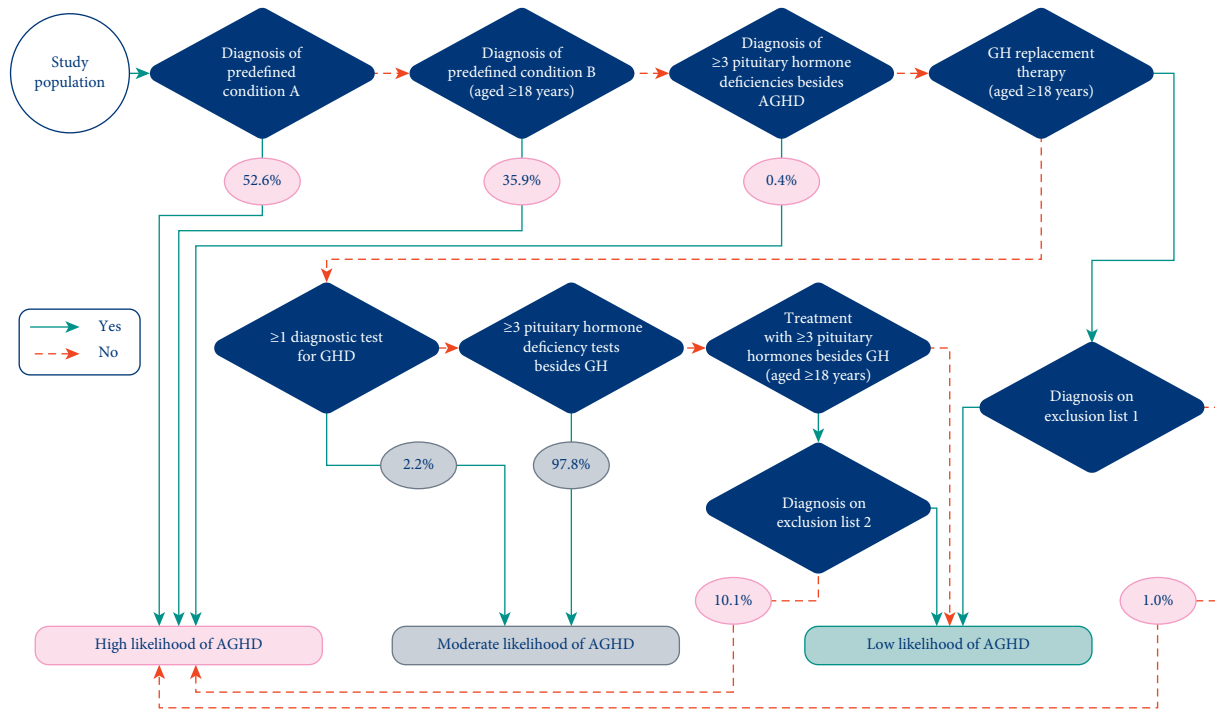 Study
population
Diagnosis of
predefined
condition A
Diagnosis of
predefined condition B
(aged ≥18 years)
Diagnosis of
≥3 pituitary hormone
deficiencies besides
AGHD
GH replacement
therapy
(aged ≥18 years)
52.6%
35.9%
0.4%
Yes
No
≥1 diagnostic test
for GHD
≥3 pituitary hormone
deficiency tests
besides GH
Treatment
with ≥3 pituitary
hormones besides GH
(aged ≥18 years)
Diagnosis on
exclusion list 1
2.2%
97.8%
Diagnosis on
exclusion list 2
10.1%
1.0%
High likelihood of AGHD
Moderate likelihood of AGHD
Low likelihood of AGHD